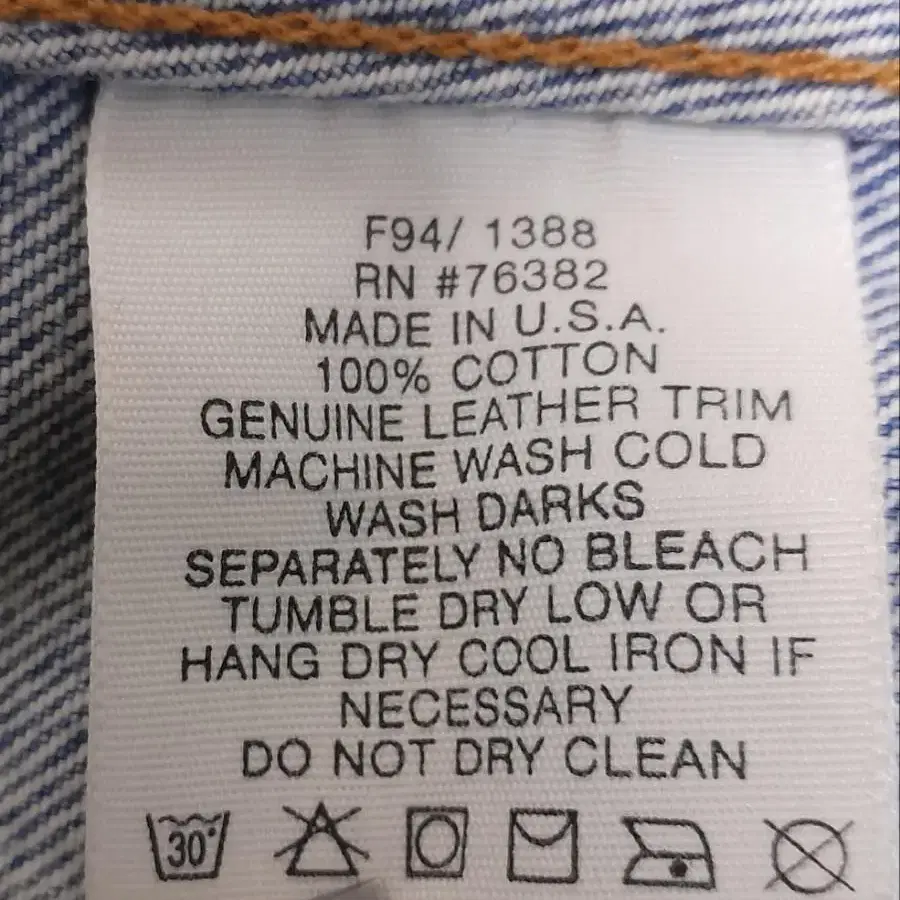 F94/ 1388
RN #76382
MADE IN U.S.A.
100% COTTON
GENUINE LEATHER TRIM
MACHINE WASH COLD
WASH DARKS
SEPARATELY NO BLEACH
TUMBLE DRY LOW OR
HANG DRY COOL IRON IF
NECESSARY
DO NOT DRY CLEAN
30°